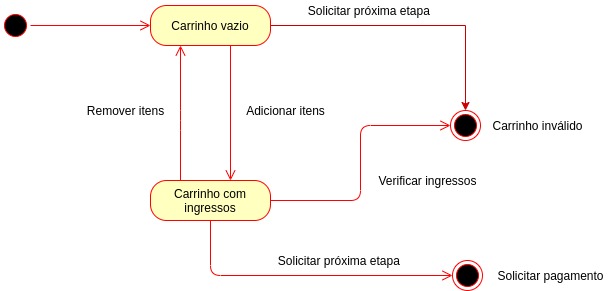 Solicitar próxima etapa
Carrinho vazio
Remover itens
Adicionar itens
Carrinho inválido
Verificar ingressos
Carrinho com
ingressos
Solicitar próxima etapa
Solicitar pagamento